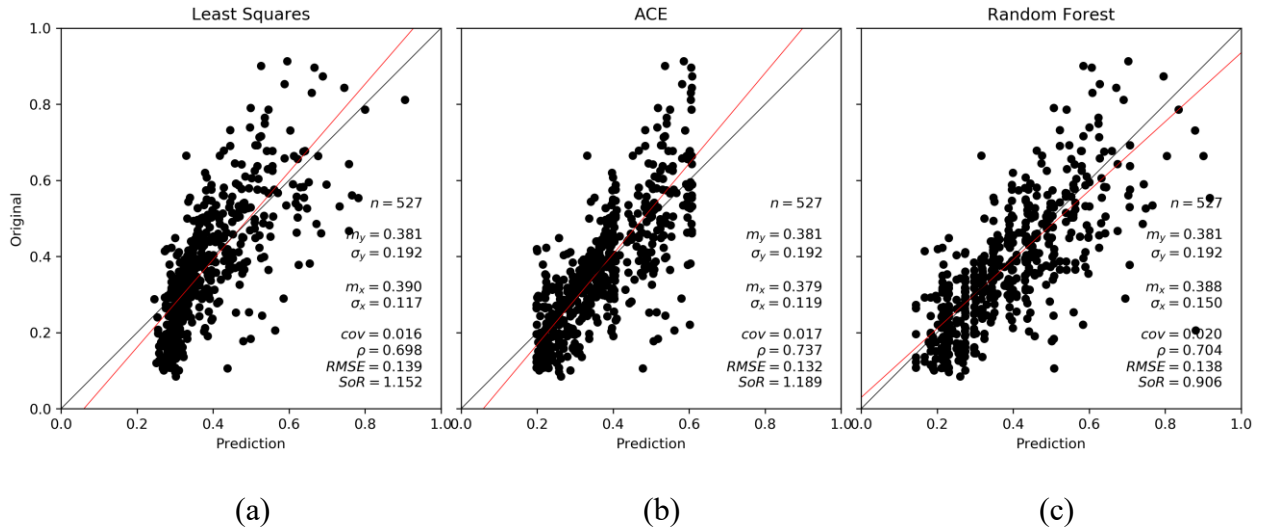 Least Squares
ACE
Random Forest
Original
1.0
0.8
0.6
0.4
0.2
0.0
n = 527
m_y = 0.381
σ_y = 0.192
m_x = 0.390
σ_x = 0.117
cov = 0.016
ρ = 0.698
RMSE = 0.139
SoR = 1.152
n = 527
m_y = 0.381
σ_y = 0.192
m_x = 0.379
σ_x = 0.119
cov = 0.017
ρ = 0.737
RMSE = 0.132
SoR = 1.189
n = 527
m_y = 0.381
σ_y = 0.192
m_x = 0.388
σ_x = 0.150
cov = 0.020
ρ = 0.704
RMSE = 0.138
SoR = 0.906
0.0 0.2 0.4 0.6 0.8 1.0
0.2 0.4 0.6 0.8 1.0
0.0 0.2 0.4 0.6 0.8 1.0
Prediction
Prediction
Prediction
(a)
(b)
(c)